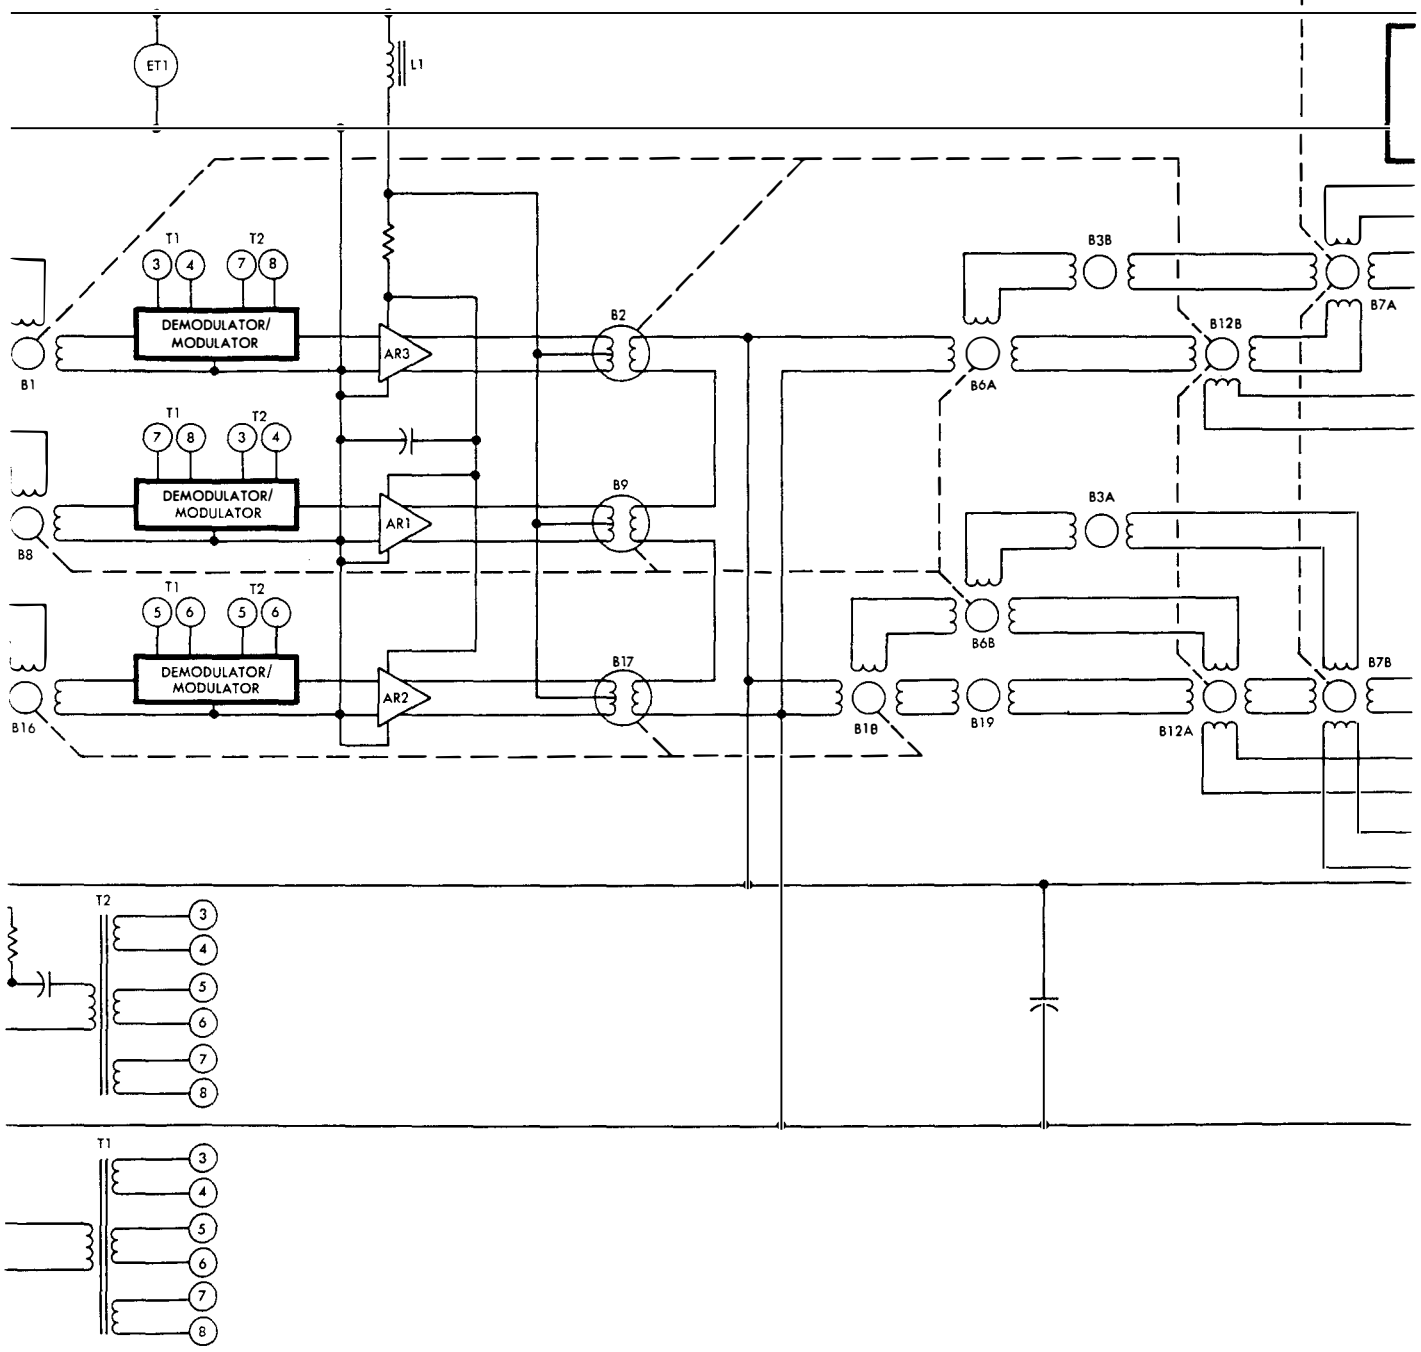 ET1
L1
T1 T2
3 4 7 8
DEMODULATOR/
MODULATOR
B1
AR3
B2
B3B
B7A
B12B
B6A
T1 T2
7 8 3 4
DEMODULATOR/
MODULATOR
B8
AR1
B9
B3A
B6B
T1 T2
5 6 5 6
DEMODULATOR/
MODULATOR
B16
AR2
B17
B1B
B19
B12A
B7B
T2
3
4
5
6
7
8
T1
3
4
5
6
7
8